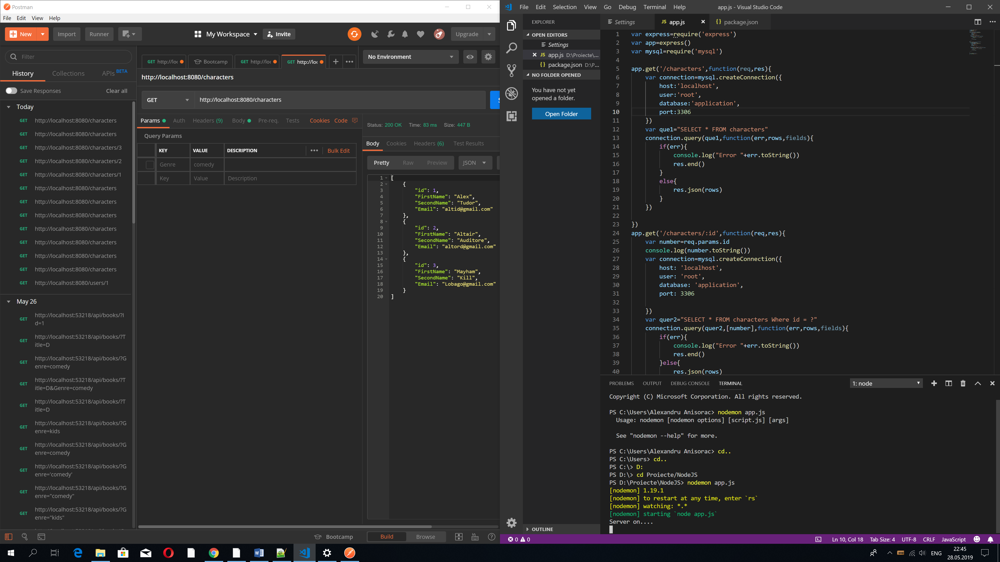 Postman
File Edit View Help
New Import Runner My Workspace Invite Upgrade
Filter
History Collections APIs BETA
Save Responses Clear all
Today
GET http://localhost:8080/characters
GET http://localhost:8080/characters
GET http://localhost:8080/characters/3
GET http://localhost:8080/characters/2
GET http://localhost:8080/characters/1
GET http://localhost:8080/characters
GET http://localhost:8080/characters
GET http://localhost:8080/characters
GET http://localhost:8080/characters
GET http://localhost:8080/characters
GET http://localhost:8080/characters
GET http://localhost:8080/characters
GET http://localhost:8080/users/1
May 26
GET http://localhost:53218/api/books/?I
d=1
GET http://localhost:53218/api/books/?T
itle=D
GET http://localhost:53218/api/books/?G
enre=comedy
GET http://localhost:53218/api/books/?T
itle=D&Genre=comedy
GET http://localhost:53218/api/books/?T
itle=D
GET http://localhost:53218/api/books/?G
enre=kids
GET http://localhost:53218/api/books/?G
enre=comedy
GET http://localhost:53218/api/books/?G
enre='comedy'
GET http://localhost:53218/api/books/?G
enre="comedy"
GET http://localhost:53218/api/books/?G
enre="kids"
GET http://loc Bootcamp GET http://loc GET http://loc No Environment
http://localhost:8080/characters
GET http://localhost:8080/characters
Params Auth Headers (9) Body Pre-req. Tests Cookies Code
Query Params
KEY VALUE DESCRIPTION Bulk Edit
Genre comedy
Key Value Description
Status: 200 OK Time: 83 ms Size: 447 B
Body Cookies Headers (6) Test Results
Pretty Raw Preview JSON
1 [
2 {
3 "id": 1,
4 "FirstName": "Alex",
5 "SecondName": "Tudor",
6 "Email": "altid@gmail.com"
7 },
8 {
9 "id": 2,
10 "FirstName": "Altair",
11 "SecondName": "Auditore",
12 "Email": "altord@gmail.com"
13 },
14 {
15 "id": 3,
16 "FirstName": "Mayham",
17 "SecondName": "Kill",
18 "Email": "Lobago@gmail.com"
19 }
20 ]
Bootcamp Build Browse
File Edit Selection View Go Debug Terminal Help app.js - Visual Studio Code
EXPLORER
OPEN EDITORS
Settings
JS app.js D:\Proiecte\...
{} package.json D:\P...
NO FOLDER OPENED
You have not yet
opened a folder.
Open Folder
OUTLINE
Settings JS app.js {} package.json
1 var express=require('express')
2 var app=express()
3 var mysql=require('mysql')
4
5 app.get('/characters',function(req,res){
6 var connection=mysql.createConnection({
7 host:'localhost',
8 user:'root',
9 database:'application',
10 port:3306
11 })
12 var que1="SELECT * FROM characters"
13 connection.query(que1,function(err,rows,fields){
14 if(err){
15 console.log("Error "+err.toString())
16 res.end()
17 }
18 else{
19 res.json(rows)
20 }
21 })
22
23 })
24 app.get('/characters/:id',function(req,res){
25 var number=req.params.id
26 console.log(number.toString())
27 var connection=mysql.createConnection({
28 host: 'localhost',
29 user: 'root',
30 database: 'application',
31 port: 3306
32
33 })
34 var quer2="SELECT * FROM characters Where id = ?"
35 connection.query(quer2,[number],function(err,rows,fields){
36 if(err){
37 console.log("Error "+err.toString())
38 res.end()
39 }else{
40 res.json(rows)
PROBLEMS OUTPUT DEBUG CONSOLE TERMINAL 1: node
Copyright (C) Microsoft Corporation. All rights reserved.
PS C:\Users\Alexandru Anisorac> nodemon app.js
Usage: nodemon [nodemon options] [script.js] [args]
See "nodemon --help" for more.
PS C:\Users\Alexandru Anisorac> cd..
PS C:\Users> cd..
PS C:\> D:
PS D:\> cd Proiecte/NodeJS
PS D:\Proiecte\NodeJS> nodemon app.js
[nodemon] 1.19.1
[nodemon] to restart at any time, enter `rs`
[nodemon] watching: *.*
[nodemon] starting `node app.js`
Server on....
0 0 Ln 10, Col 18 Tab Size: 4 UTF-8 CRLF JavaScript
ENG 22:45
28.05.2019